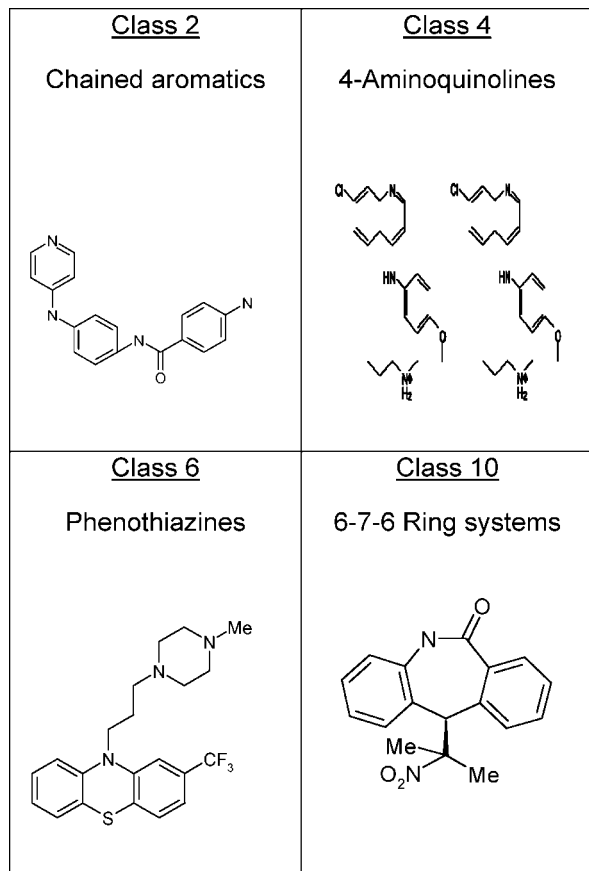 Class 2
Chained aromatics
N
N
N
O
N
Class 4
4-Aminoquinolines
Cl N Cl N
HN HN
O O
N+ N+
H2 H2
Class 6
Phenothiazines
N Me
N
N
CF3
S
Class 10
6-7-6 Ring systems
O
N
Me
O2N Me